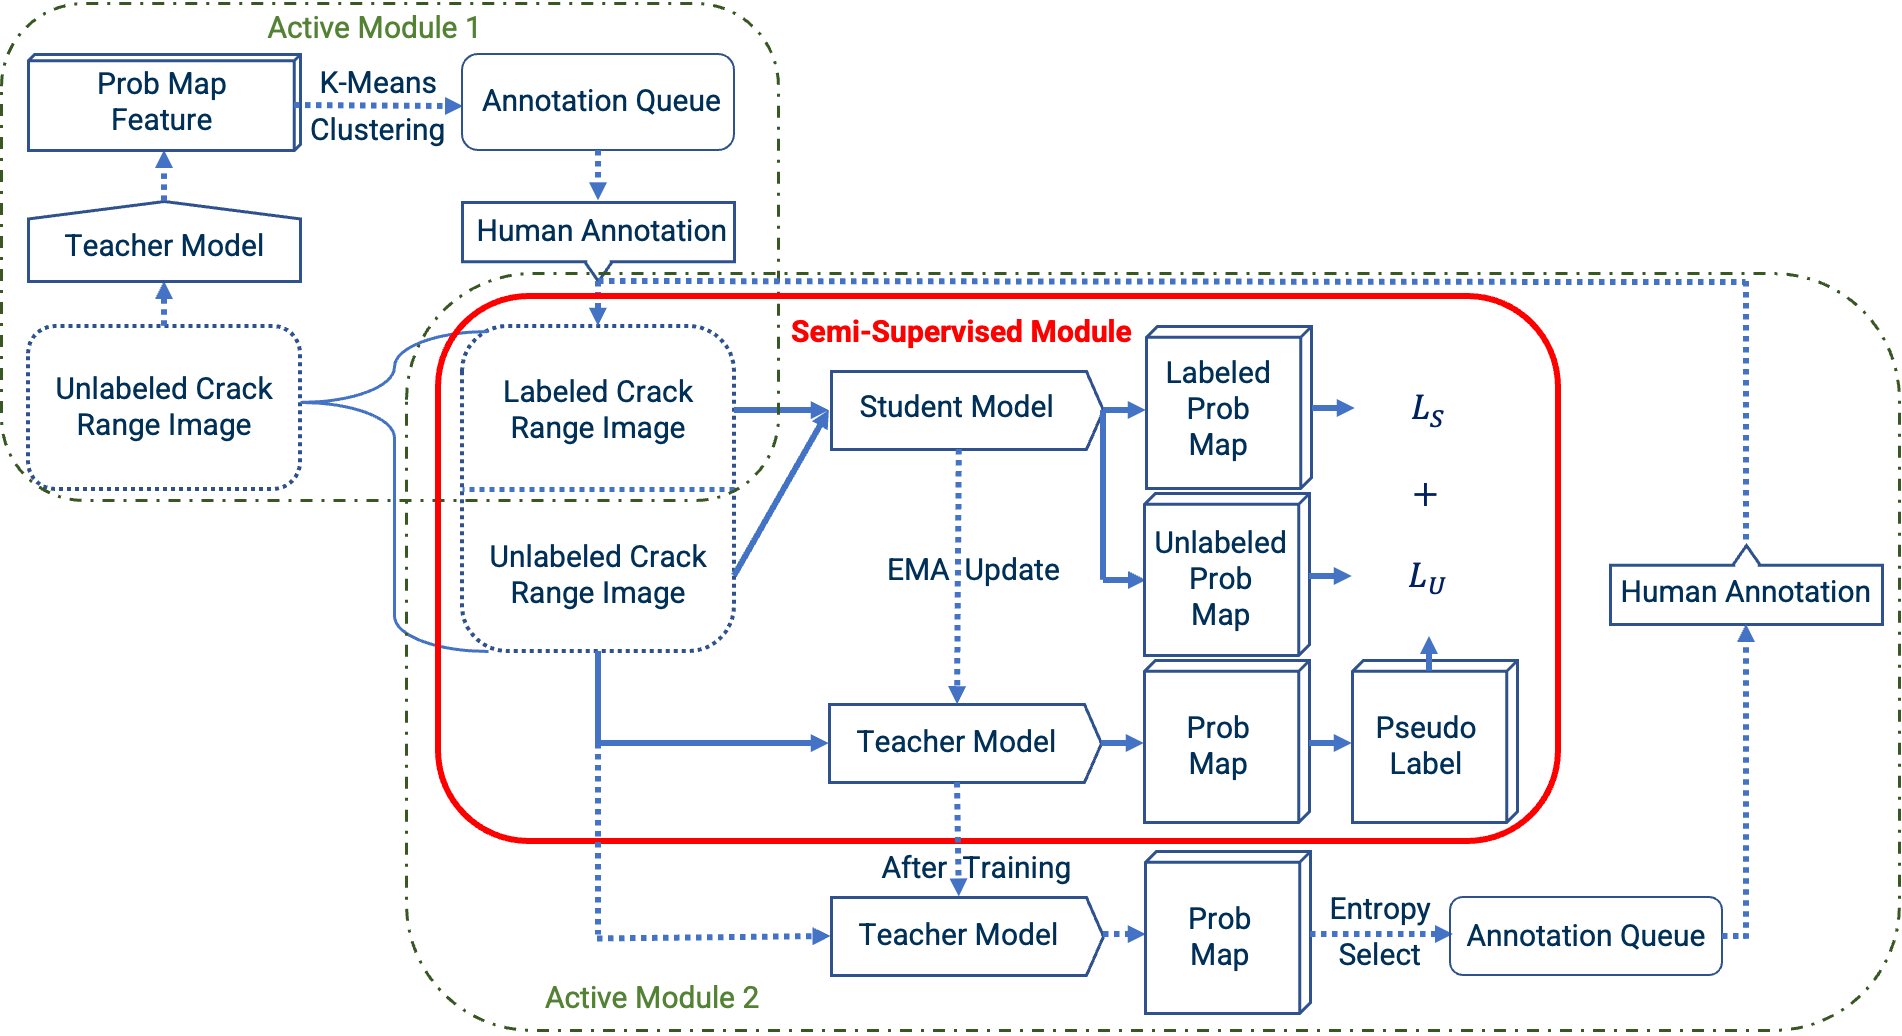 Active Module 1
Prob Map
Feature
K-Means
Clustering
Annotation Queue
Teacher Model
Human Annotation
Unlabeled Crack
Range Image
Semi-Supervised Module
Labeled Crack
Range Image
Unlabeled Crack
Range Image
Student Model
Labeled
Prob
Map
L_S
+
Unlabeled
Prob
Map
L_U
EMA Update
Human Annotation
Teacher Model
Prob
Map
Pseudo
Label
After Training
Teacher Model
Prob
Map
Entropy
Select
Annotation Queue
Active Module 2